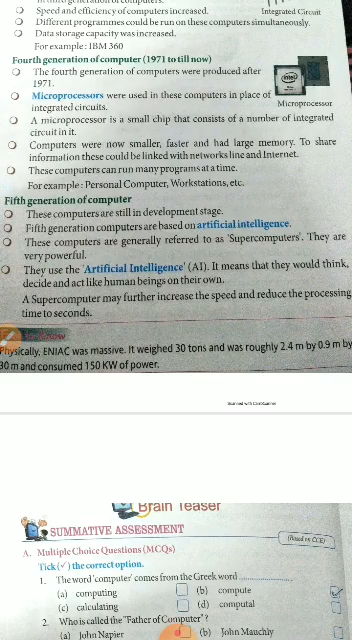 Speed and efficiency of computers increased.
Integrated Circuit
Different programmes could be run on these computers simultaneously.
Data storage capacity was increased.
For example : IBM 360
Fourth generation of computer (1971 to till now)
The fourth generation of computers were produced after
1971.
intel
Microprocessors were used in these computers in place of
integrated circuits.
Microprocessor
A microprocessor is a small chip that consists of a number of integrated
circuit in it.
Computers were now smaller, faster and had large memory. To share
information these could be linked with networks line and Internet.
These computers can run many programs at a time.
For example : Personal Computer, Workstations, etc.
Fifth generation of computer
These computers are still in development stage.
Fifth generation computers are based on artificial intelligence.
These computers are generally referred to as 'Supercomputers'. They are
very powerful.
They use the 'Artificial Intelligence' (AI). It means that they would think,
decide and act like human beings on their own.
A Supercomputer may further increase the speed and reduce the processing
time to seconds.
Know
Physically, ENIAC was massive. It weighed 30 tons and was roughly 2.4 m by 0.9 m by
30 m and consumed 150 KW of power.
Scanned with CamScanner
Brain Teaser
SUMMATIVE ASSESSMENT
(Based on CCE)
A. Multiple Choice Questions (MCQs)
Tick (✓) the correct option.
1. The word 'computer' comes from the Greek word ..................
(a) computing (b) compute
(c) calculating (d) computal
2. Who is called the "Father of Computer"?
(a) John Napier (b) John Mauchly